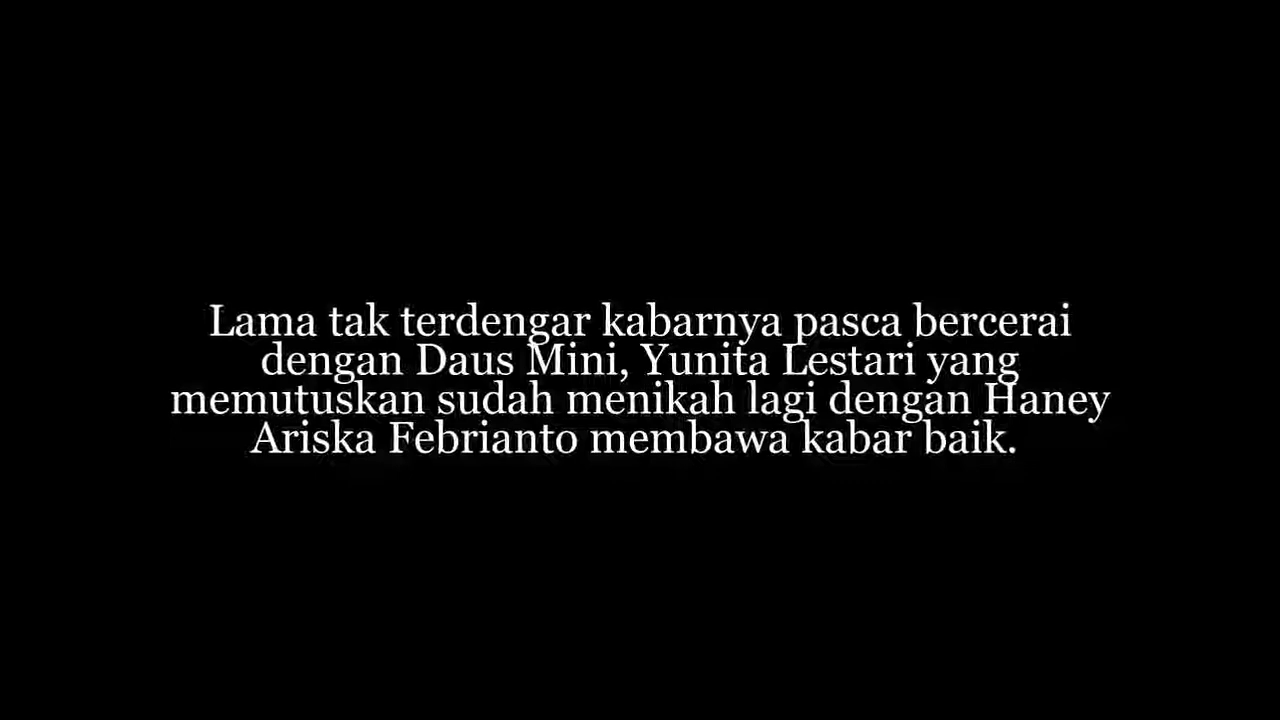 Lama tak terdengar kabarnya pasca bercerai
dengan Daus Mini, Yunita Lestari yang
memutuskan sudah menikah lagi dengan Haney
Ariska Febrianto membawa kabar baik.